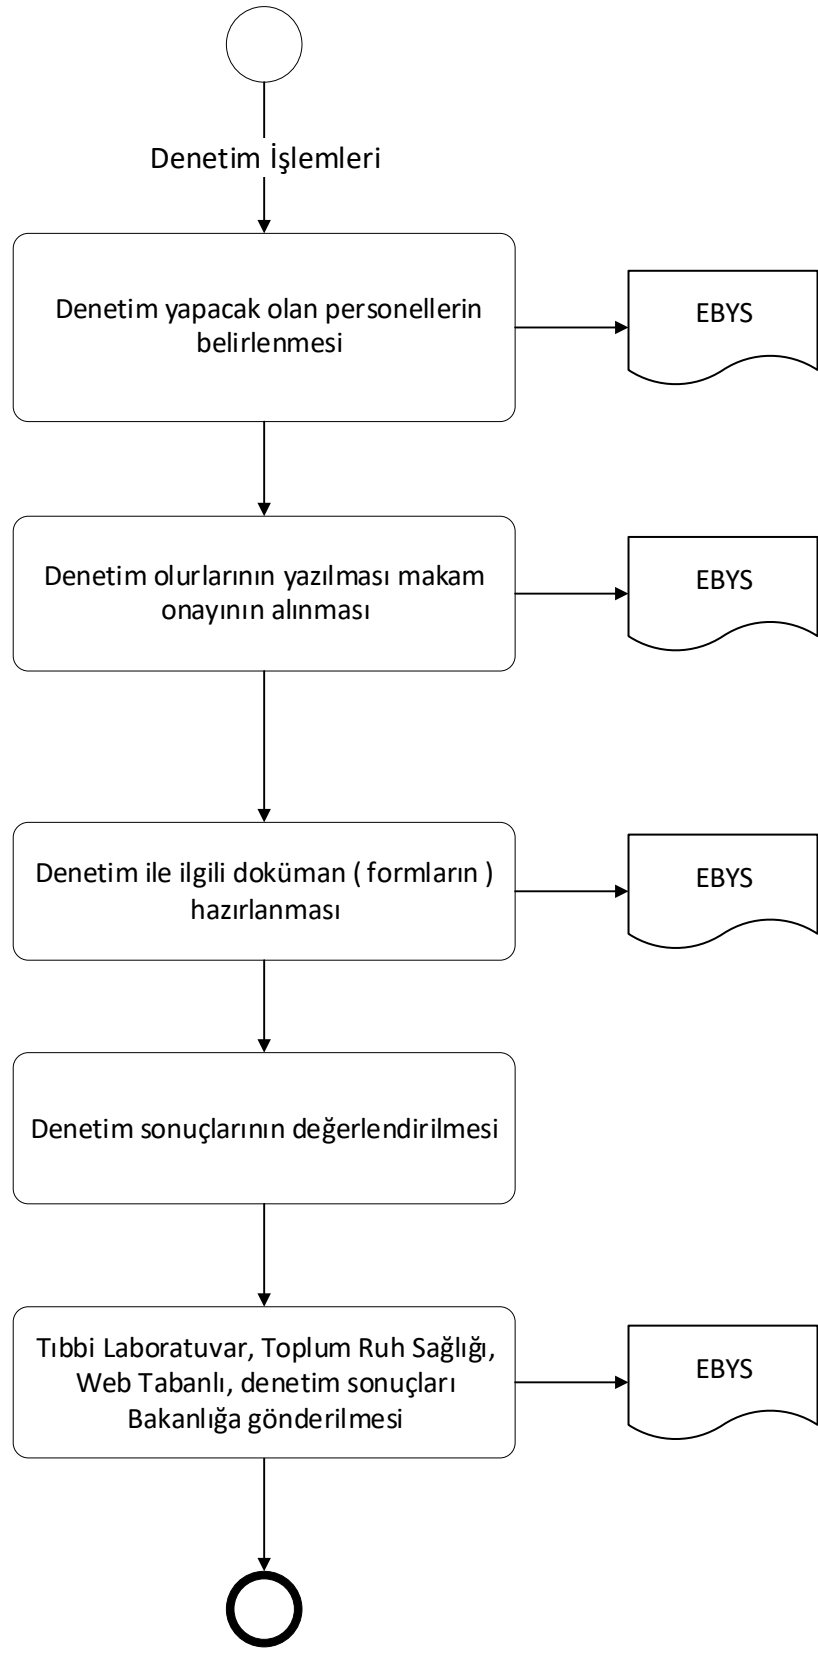 Denetim İşlemleri
Denetim yapacak olan personellerin
belirlenmesi
EBYS
Denetim olurlarının yazılması makam
onayının alınması
EBYS
Denetim ile ilgili doküman ( formların )
hazırlanması
EBYS
Denetim sonuçlarının değerlendirilmesi
Tıbbi Laboratuvar, Toplum Ruh Sağlığı,
Web Tabanlı, denetim sonuçları
Bakanlığa gönderilmesi
EBYS